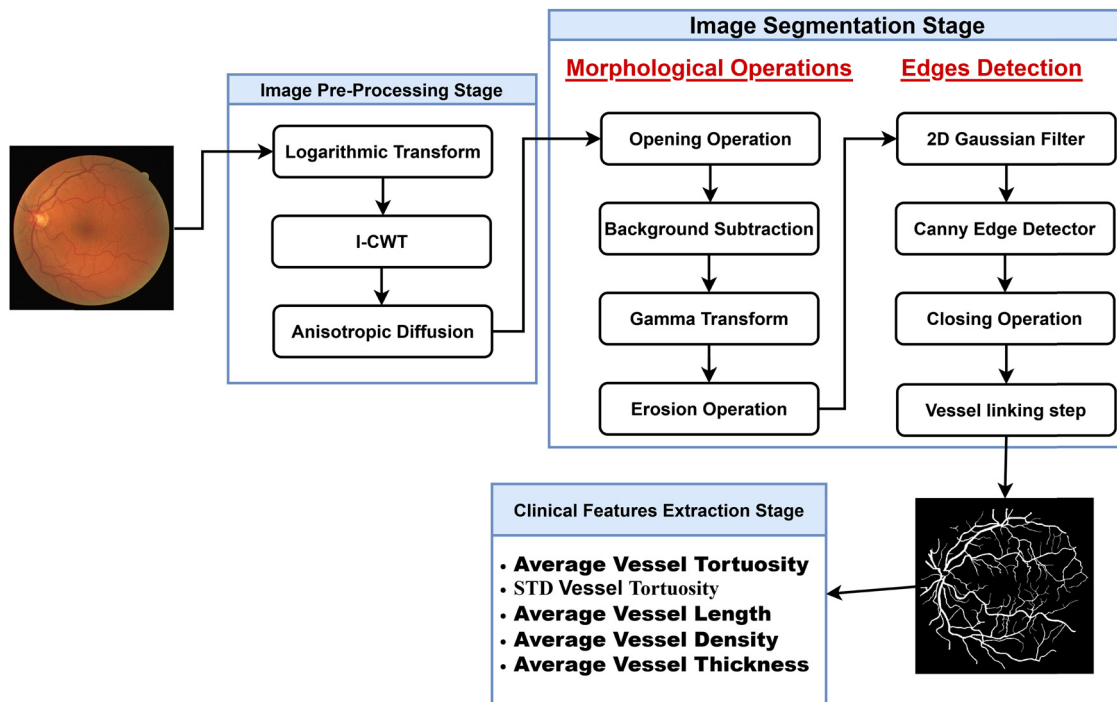 Image Pre-Processing Stage
Logarithmic Transform
I-CWT
Anisotropic Diffusion
Image Segmentation Stage
Morphological Operations
Opening Operation
Background Subtraction
Gamma Transform
Erosion Operation
Edges Detection
2D Gaussian Filter
Canny Edge Detector
Closing Operation
Vessel linking step
Clinical Features Extraction Stage
• Average Vessel Tortuosity
• STD Vessel Tortuosity
• Average Vessel Length
• Average Vessel Density
• Average Vessel Thickness